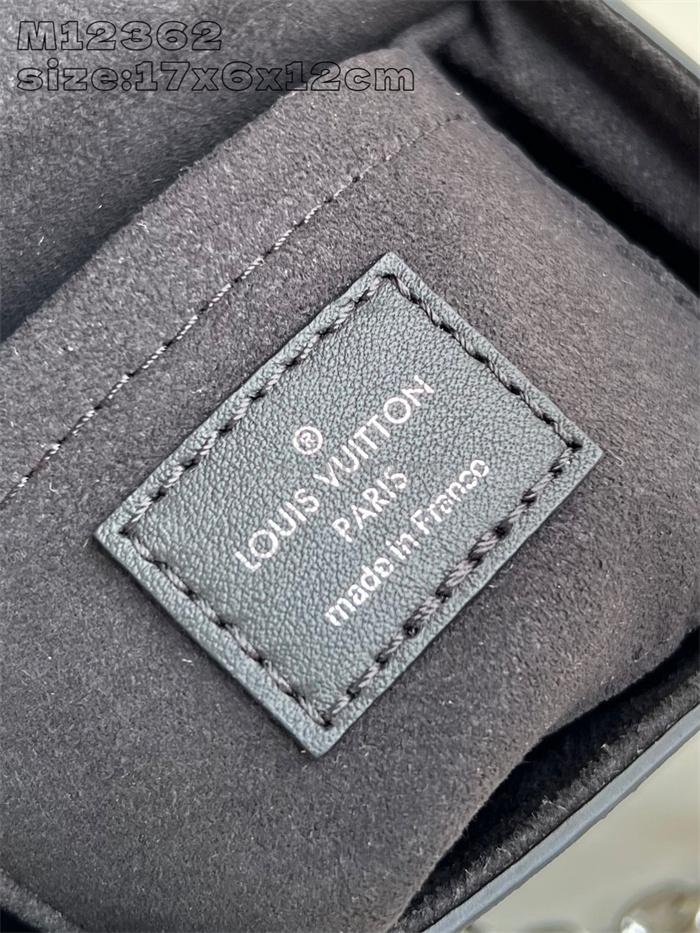 M12362
size:17x6x12cm
®
LOUIS VUITTON
PARIS
made in France